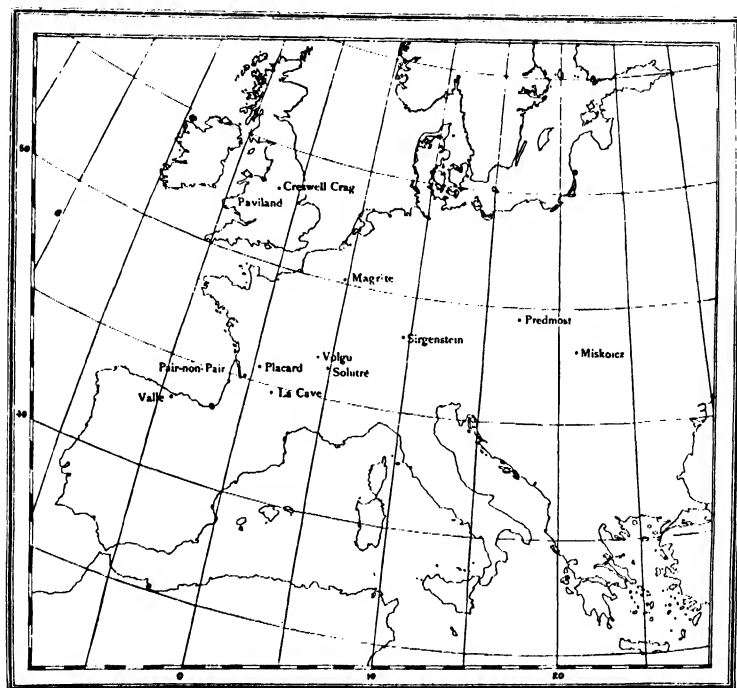 50
Creswell Crag
Paviland
Magrite
Predmost
Sirgenstein
Miskolcz
Volgu
Pair-non-Pair
Placard
Solutré
Valle
La Cave
40
0
10
20